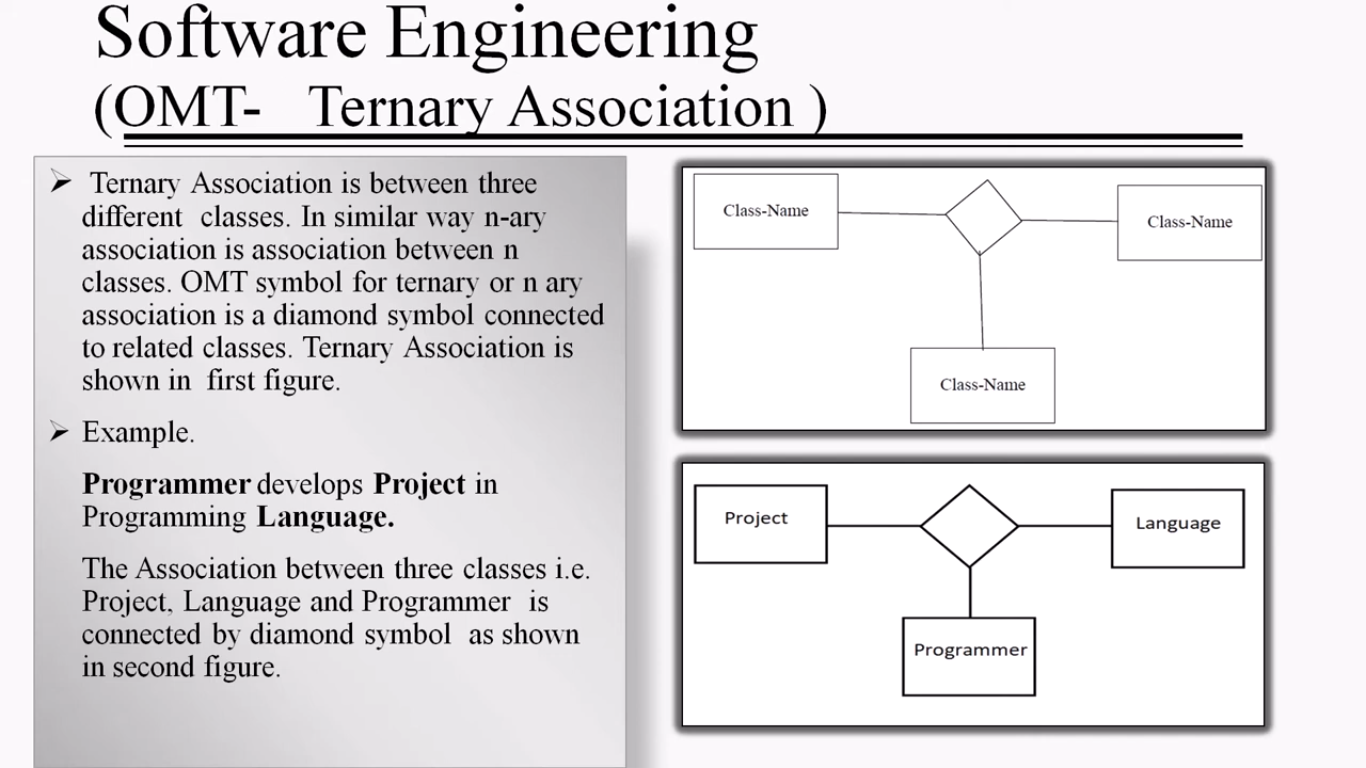 Software Engineering
(OMT- Ternary Association )
➢ Ternary Association is between three
different classes. In similar way n-ary
association is association between n
classes. OMT symbol for ternary or n ary
association is a diamond symbol connected
to related classes. Ternary Association is
shown in first figure.
➢ Example.
Programmer develops Project in
Programming Language.
The Association between three classes i.e.
Project, Language and Programmer is
connected by diamond symbol as shown
in second figure.
Class-Name
Class-Name
Class-Name
Project
Language
Programmer